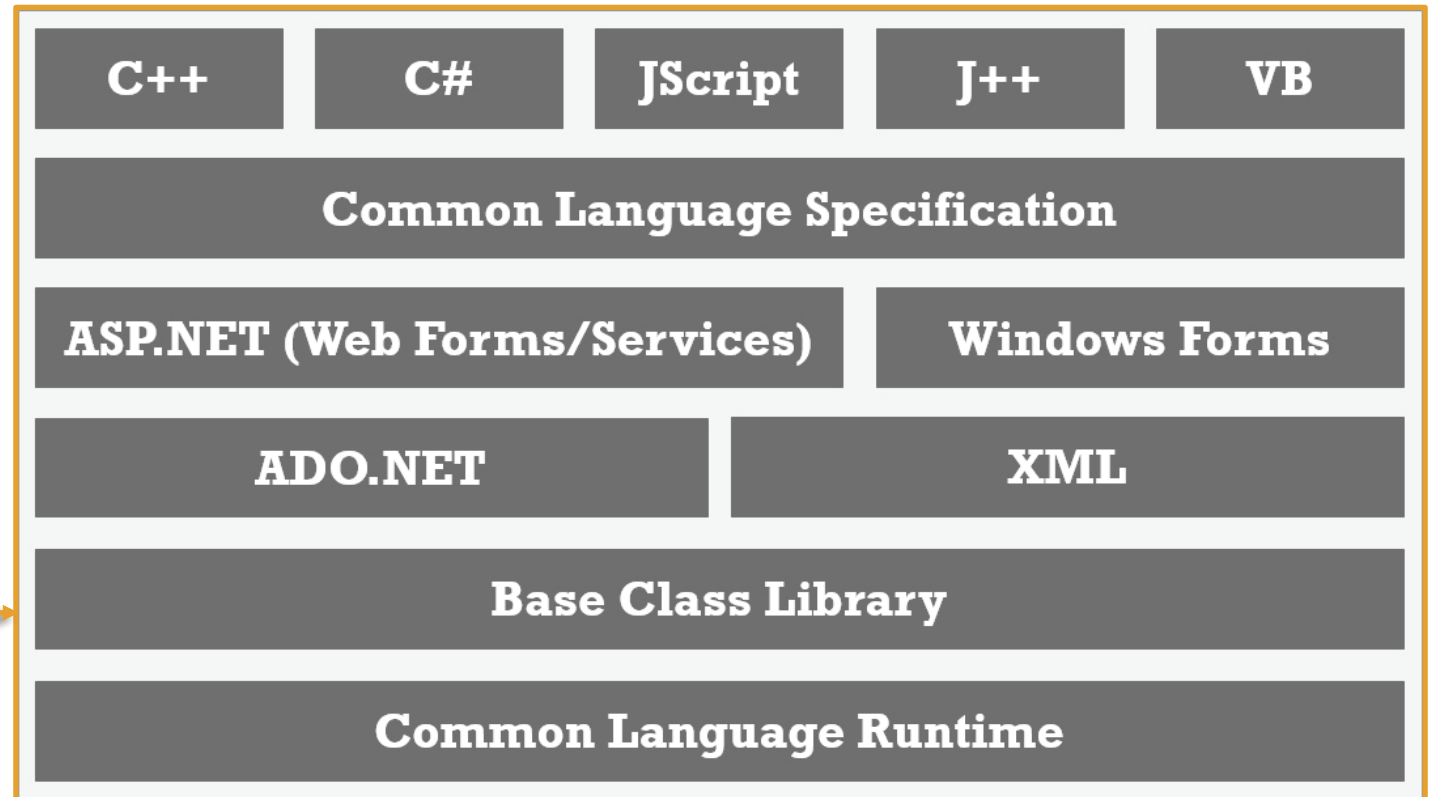 C++ C# JScript J++ VB
Common Language Specification
ASP.NET (Web Forms/Services) Windows Forms
ADO.NET XML
Base Class Library
Common Language Runtime